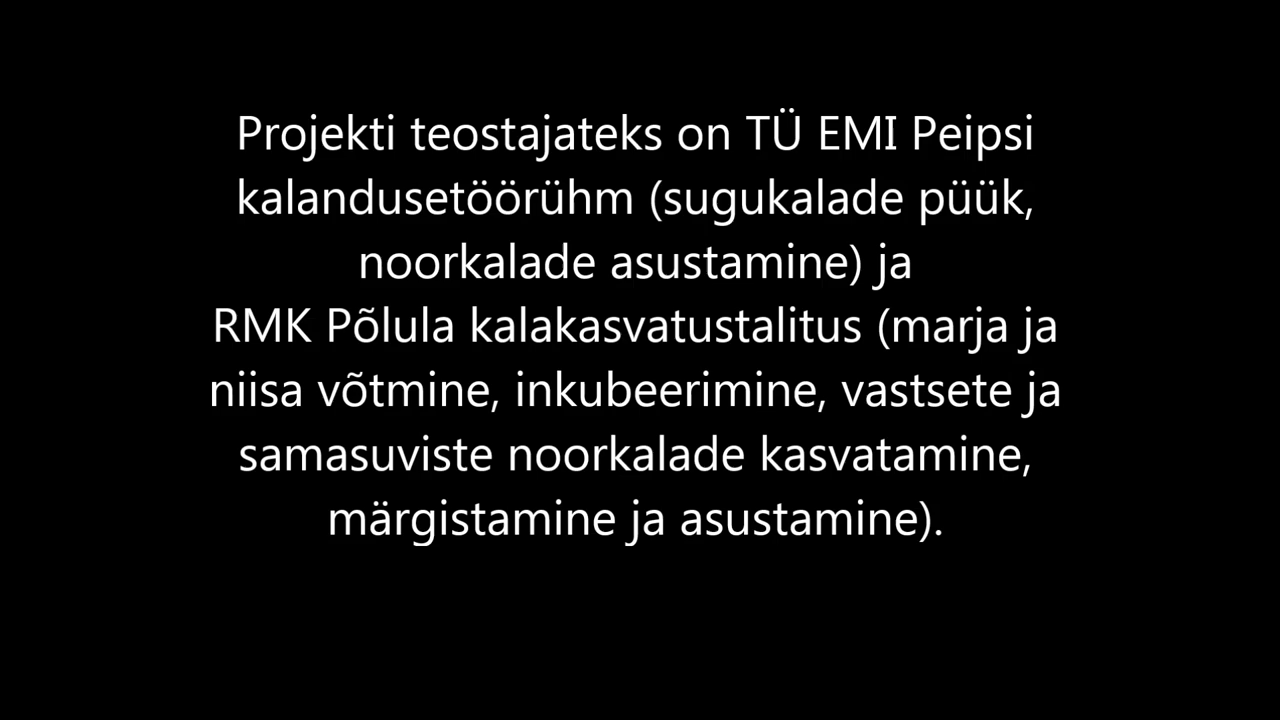 Projekti teostajateks on TÜ EMI Peipsi
kalandusetöörühm (sugukalade püük,
noorkalade asustamine) ja
RMK Põlula kalakasvatustalitus (marja ja
niisa võtmine, inkubeerimine, vastsete ja
samasuviste noorkalade kasvatamine,
märgistamine ja asustamine).